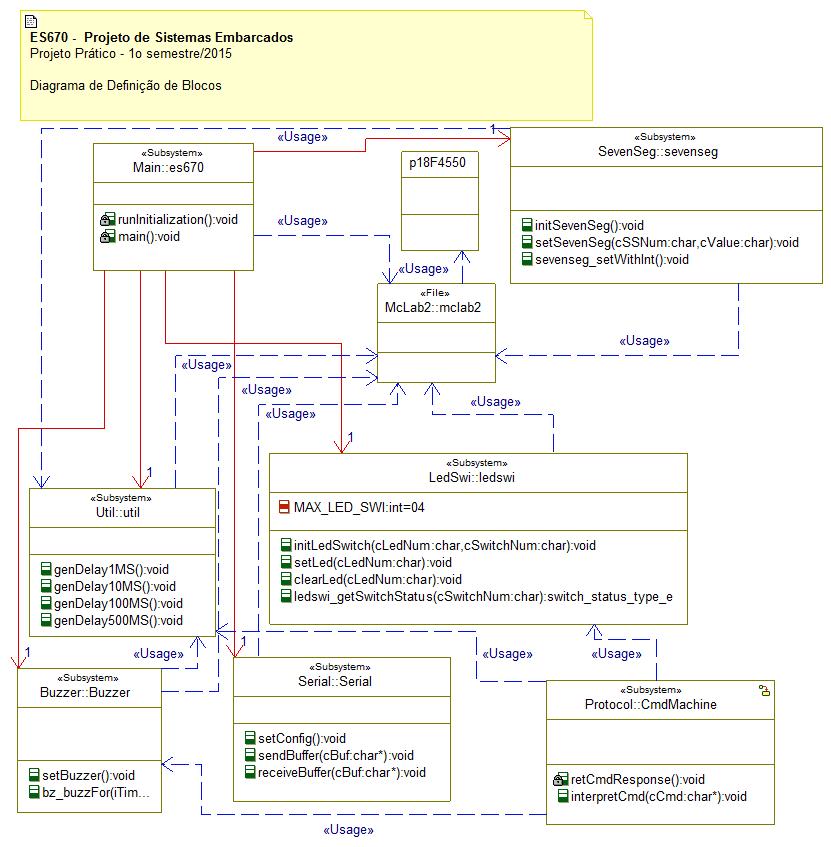 ES670 - Projeto de Sistemas Embarcados
Projeto Prático - 1o semestre/2015
Diagrama de Definição de Blocos
«Usage»
1
«Subsystem»
Main::es670
runInitialization():void
main():void
«Usage»
p18F4550
«Subsystem»
SevenSeg::sevenseg
initSevenSeg():void
setSevenSeg(cSSNum:char,cValue:char):void
sevenseg_setWithInt():void
«Usage»
«File»
McLab2::mclab2
«Usage»
«Usage»
«Usage»
«Usage»
«Usage»
1
1
«Subsystem»
Util::util
genDelay1MS():void
genDelay10MS():void
genDelay100MS():void
genDelay500MS():void
«Subsystem»
LedSwi::ledswi
MAX_LED_SWI:int=04
initLedSwitch(cLedNum:char,cSwitchNum:char):void
setLed(cLedNum:char):void
clearLed(cLedNum:char):void
ledswi_getSwitchStatus(cSwitchNum:char):switch_status_type_e
1
«Usage»
1
«Usage»
«Usage»
«Subsystem»
Buzzer::Buzzer
setBuzzer():void
bz_buzzFor(iTim...
«Subsystem»
Serial::Serial
setConfig():void
sendBuffer(cBuf:char*):void
receiveBuffer(cBuf:char*):void
«Subsystem»
Protocol::CmdMachine
retCmdResponse():void
interpretCmd(cCmd:char*):void
«Usage»